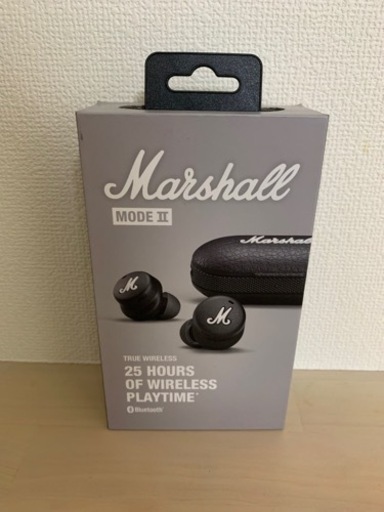 Marshall
MODE II
Marshall
M
M
TRUE WIRELESS
25 HOURS
OF WIRELESS
PLAYTIME*
Bluetooth®